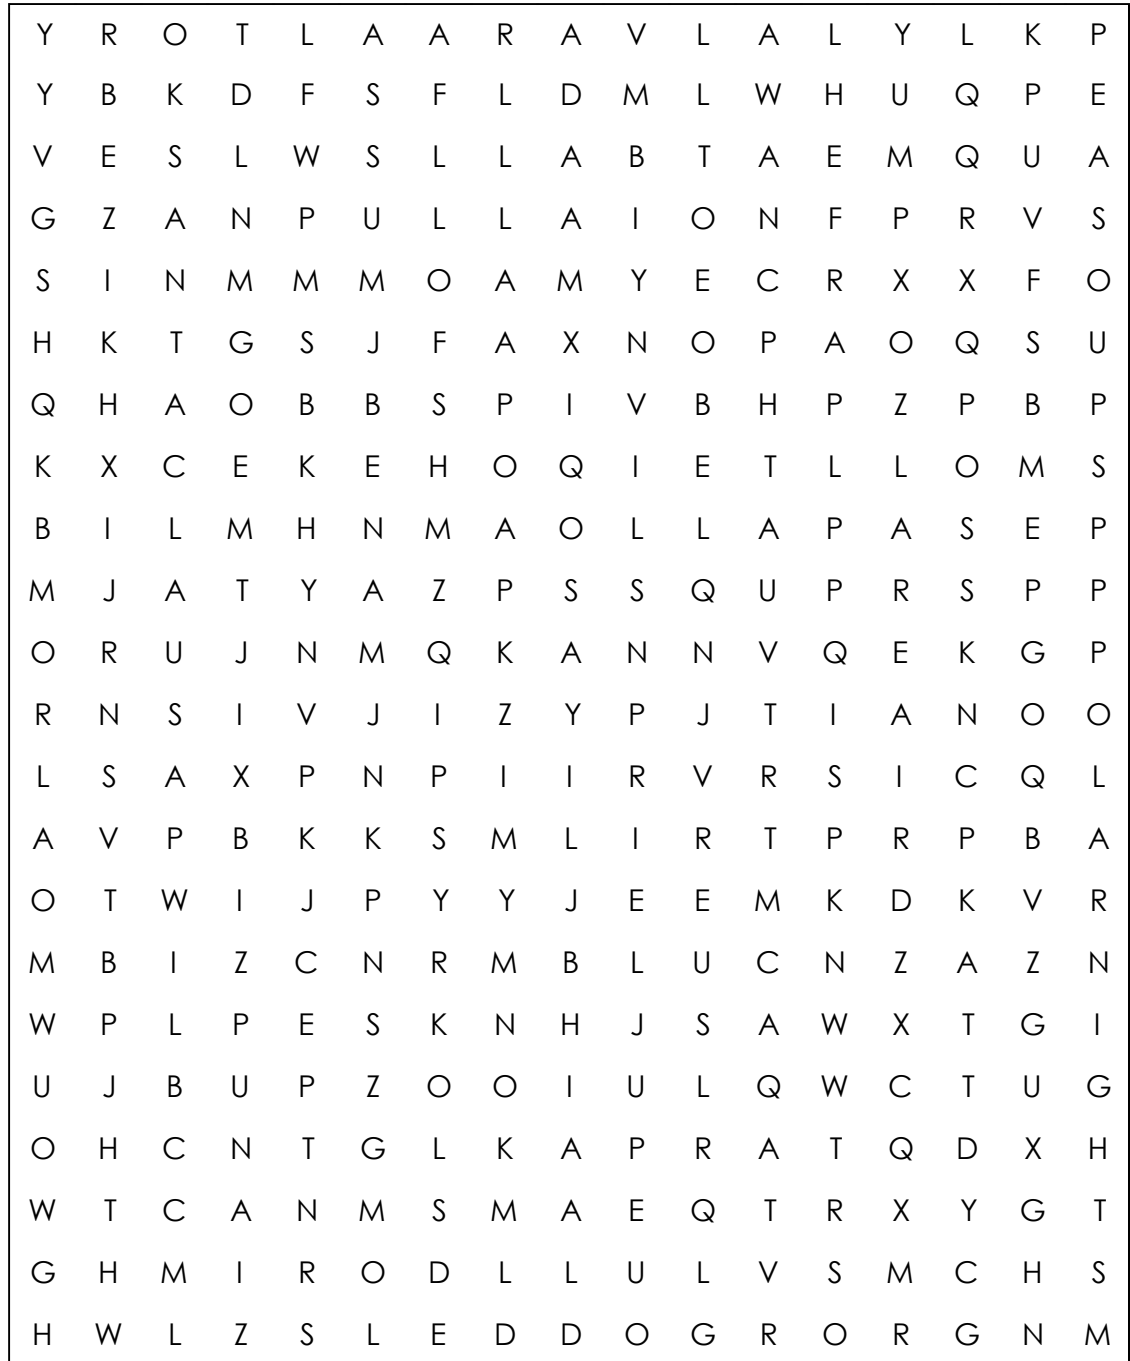 Y R O T L A A R A V L A L Y L K P
Y B K D F S F L D M L W H U Q P E
V E S L W S L L A B T A E M Q U A
G Z A N P U L L A I O N F P R V S
S I N M M M O A M Y E C R X X F O
H K T G S J F A X N O P A O Q S U
Q H A O B B S P I V B H P Z P B P
K X C E K E H O Q I E T L L O M S
B I L M H N M A O L L A P A S E P
M J A T Y A Z P S S Q U P R S P P
O R U J N M Q K A N N V Q E K G P
R N S I V J I Z Y P J T I A N O O
L S A X P N P I I R V R S I C Q L
A V P B K K S M L I R T P R P B A
O T W I J P Y Y J E E M K D K V R
M B I Z C N R M B L U C N Z A Z N
W P L P E S K N H J S A W X T G I
U J B U P Z O O I U L Q W C T U G
O H C N T G L K A P R A T Q D X H
W T C A N M S M A E Q T R X Y G T
G H M I R O D L L U L V S M C H S
H W L Z S L E D D O G R O R G N M